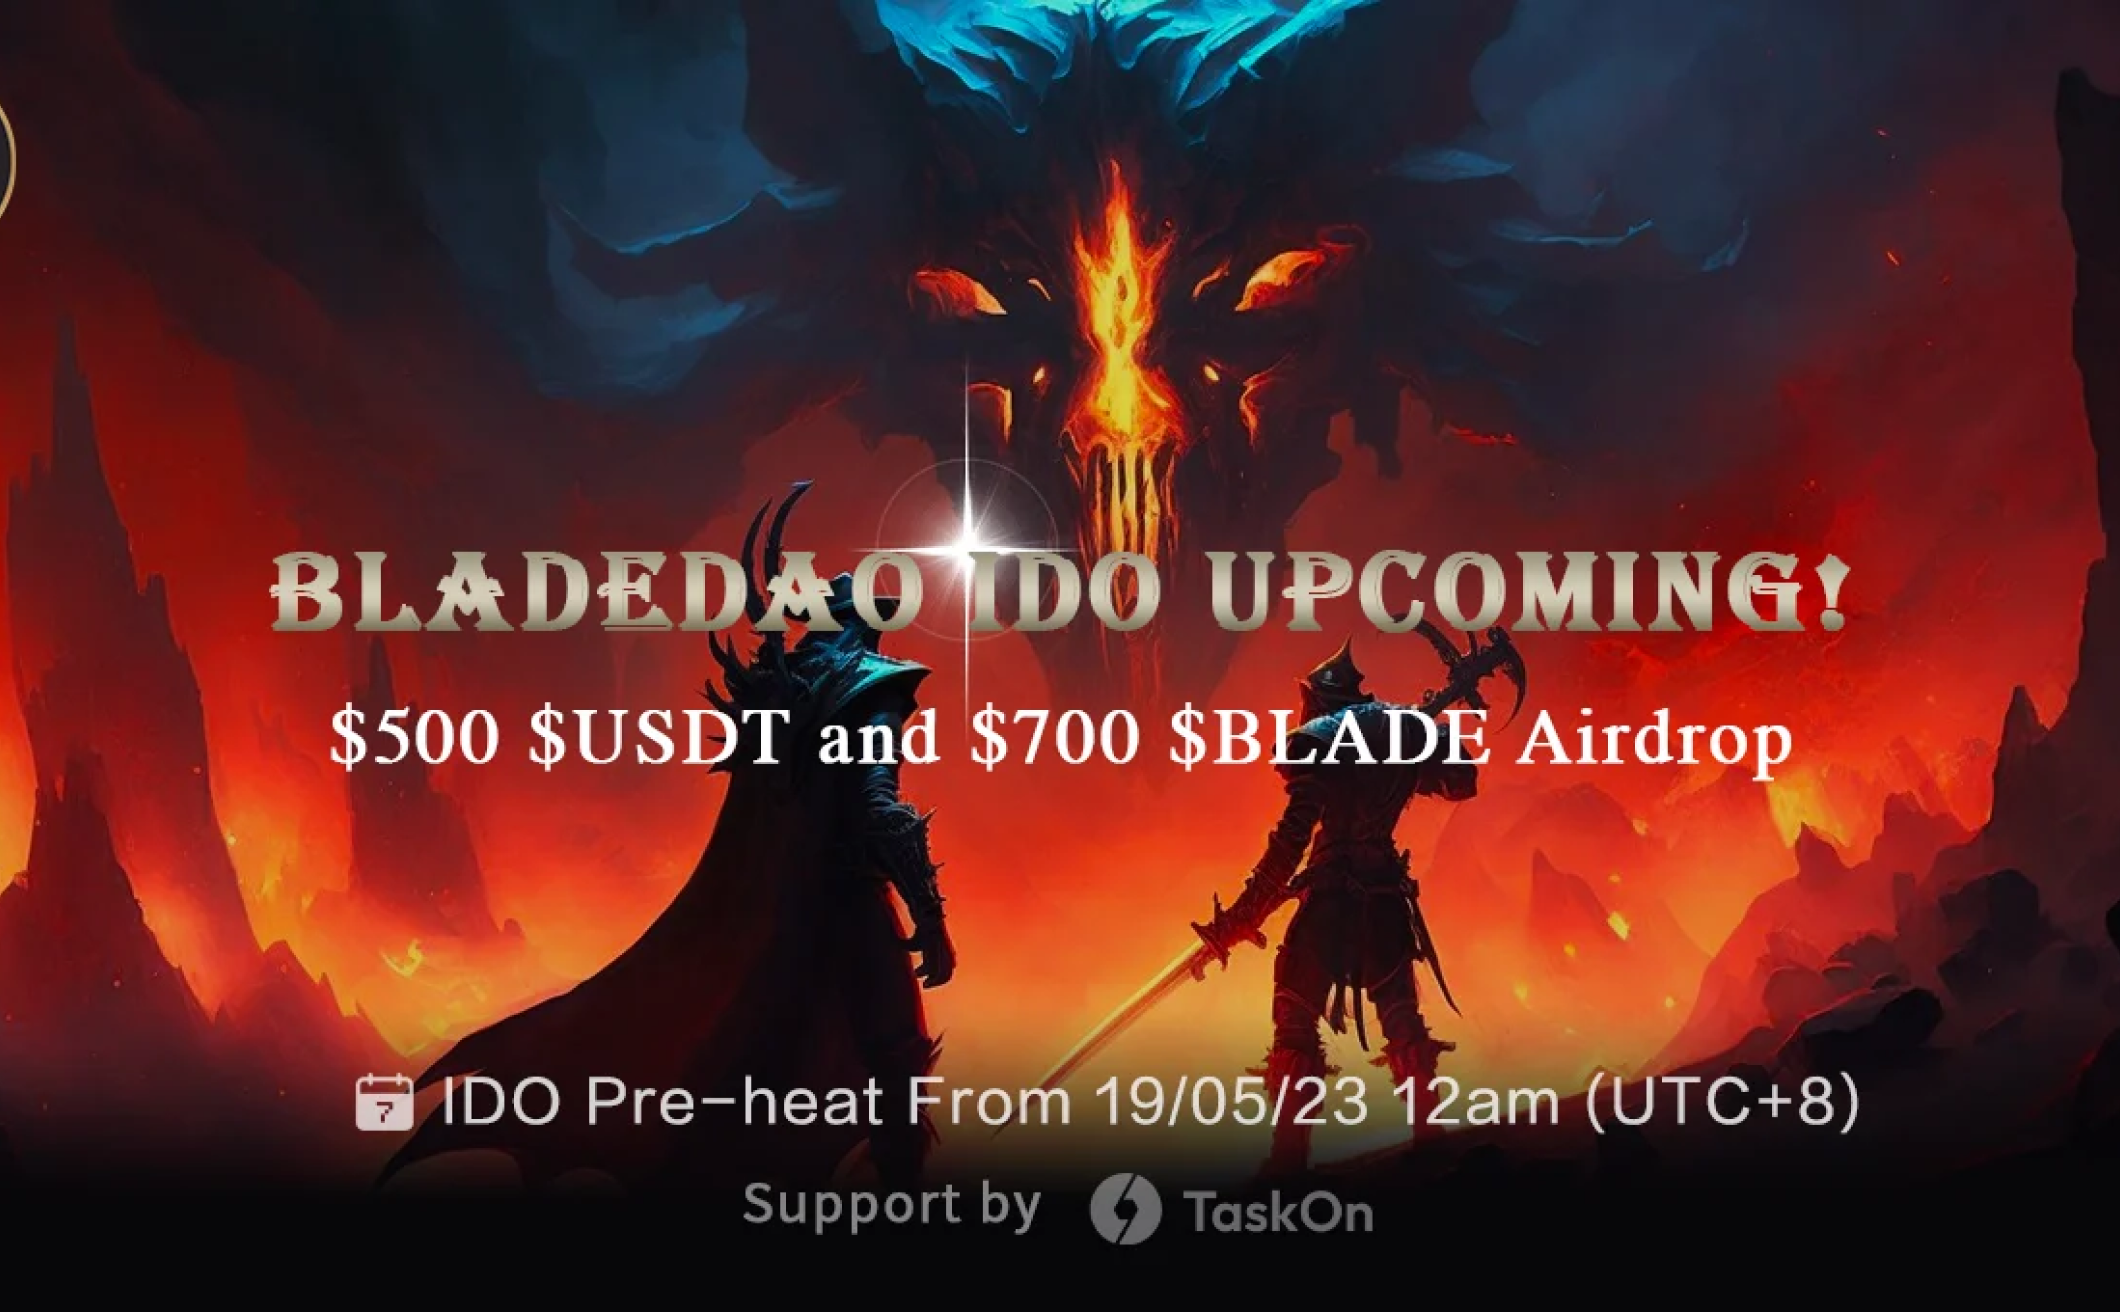 BLADEDAO IDO UPCOMING!
$500 $USDT and $700 $BLADE Airdrop
7 IDO Pre-heat From 19/05/23 12am (UTC+8)
Support by TaskOn